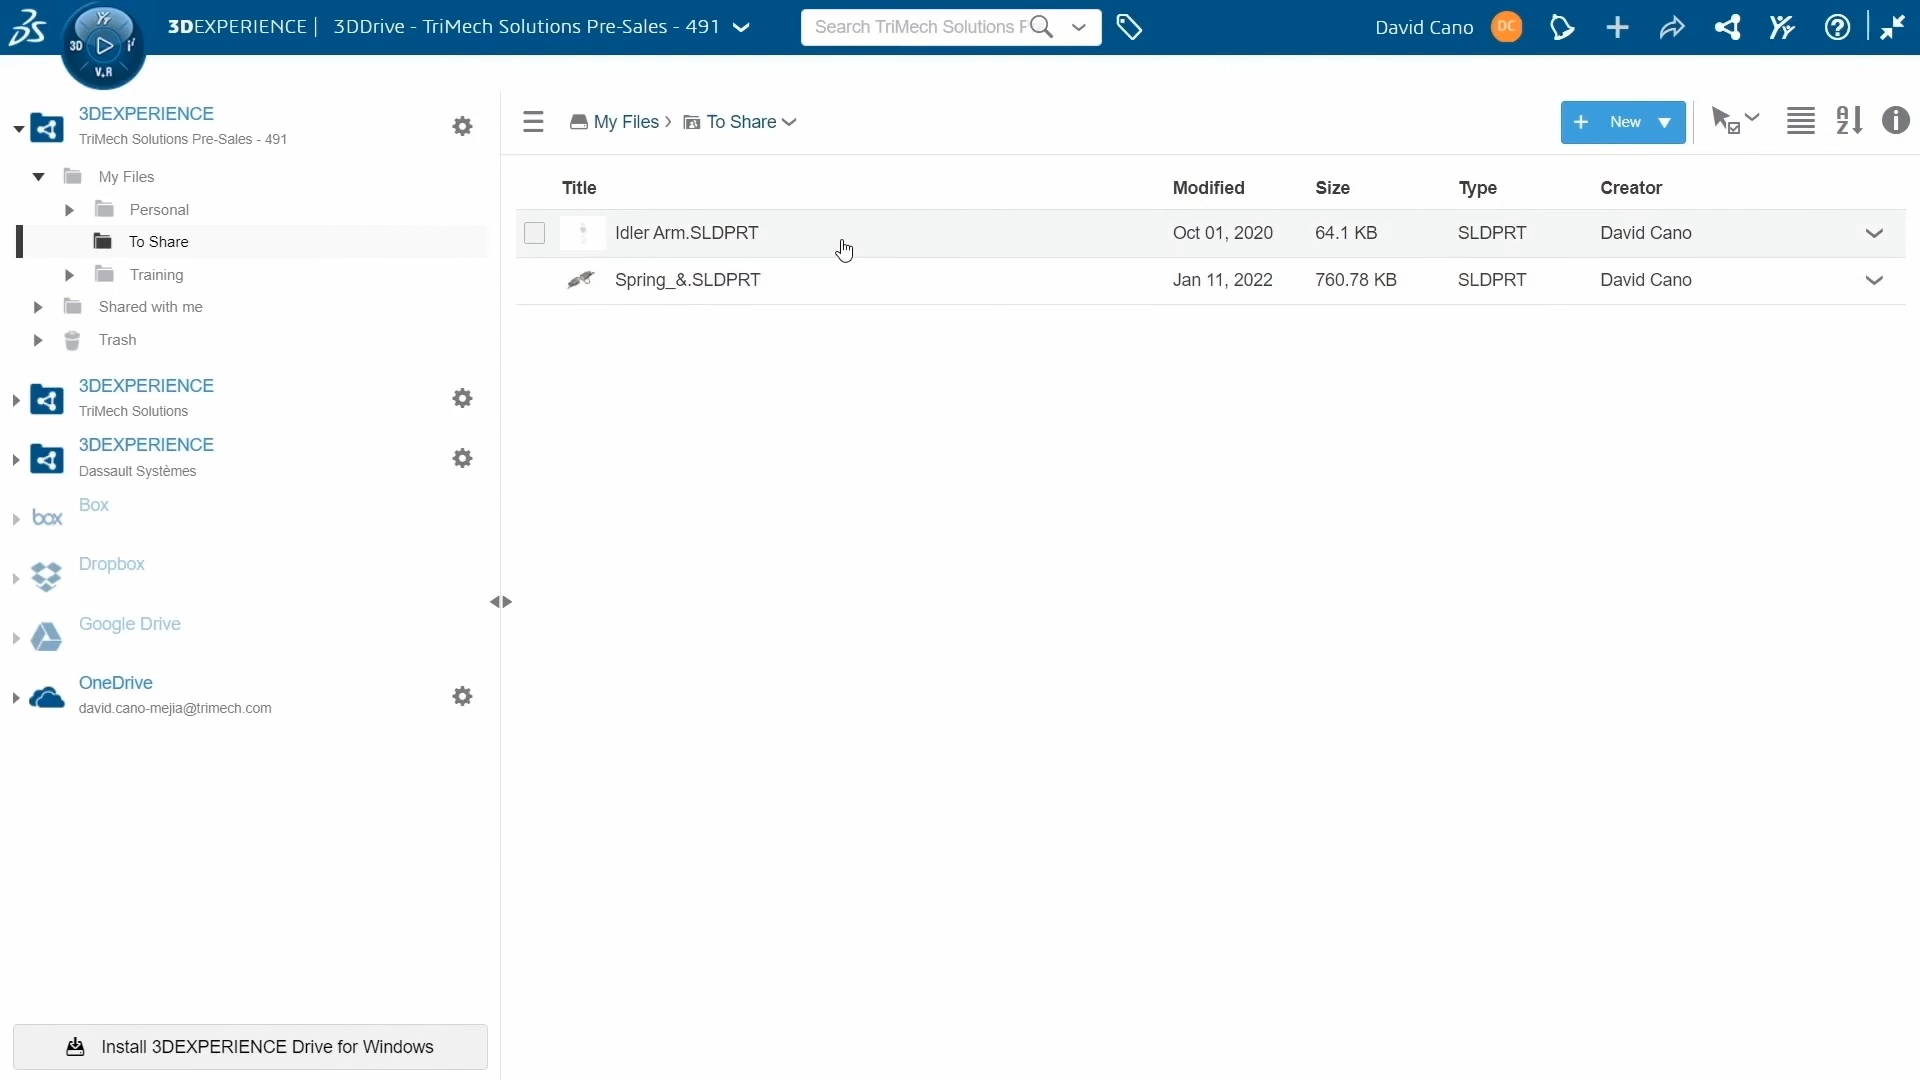 3DEXPERIENCE | 3DDrive - TriMech Solutions Pre-Sales - 491
Search TriMech Solutions P
David Cano
DC
3D
V,R
3DEXPERIENCE
TriMech Solutions Pre-Sales - 491
My Files
Personal
To Share
Training
Shared with me
Trash
3DEXPERIENCE
TriMech Solutions
3DEXPERIENCE
Dassault Systèmes
box
Box
Dropbox
Google Drive
OneDrive
david.cano-mejia@trimech.com
Install 3DEXPERIENCE Drive for Windows
My Files > To Share
+ New
A
Z
Title Modified Size Type Creator
Idler Arm.SLDPRT Oct 01, 2020 64.1 KB SLDPRT David Cano
Spring_&.SLDPRT Jan 11, 2022 760.78 KB SLDPRT David Cano